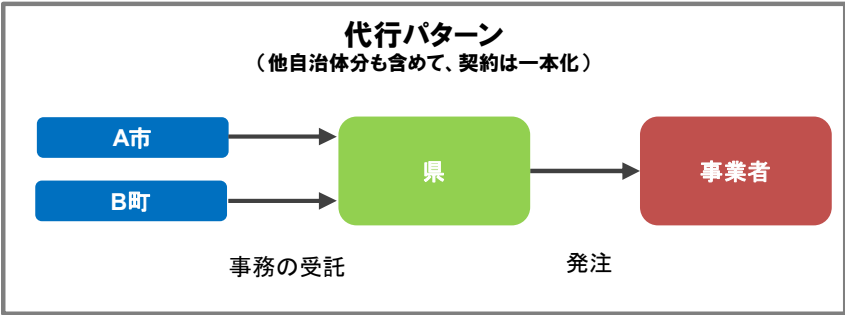 代行パターン
（他自治体分も含めて、契約は一本化）
A市
県
事業者
B町
事務の受託
発注